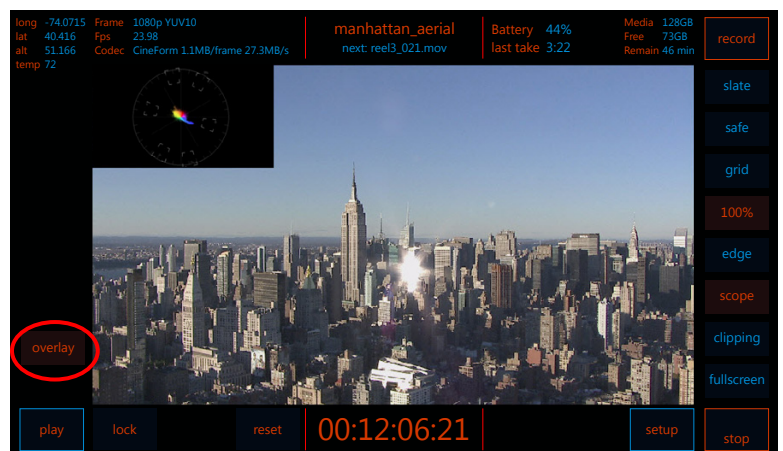 long -74.0715
lat 40.416
alt 51.166
temp 72
Frame 1080p YUV10
Fps 23.98
Codec CineForm 1.1MB/frame 27.3MB/s
manhattan_aerial
next: reel3_021.mov
Battery 44%
last take 3:22
Media 128GB
Free 73GB
Remain 46 min
record
slate
safe
grid
100%
edge
scope
clipping
fullscreen
overlay
play
lock
reset
00:12:06:21
setup
stop